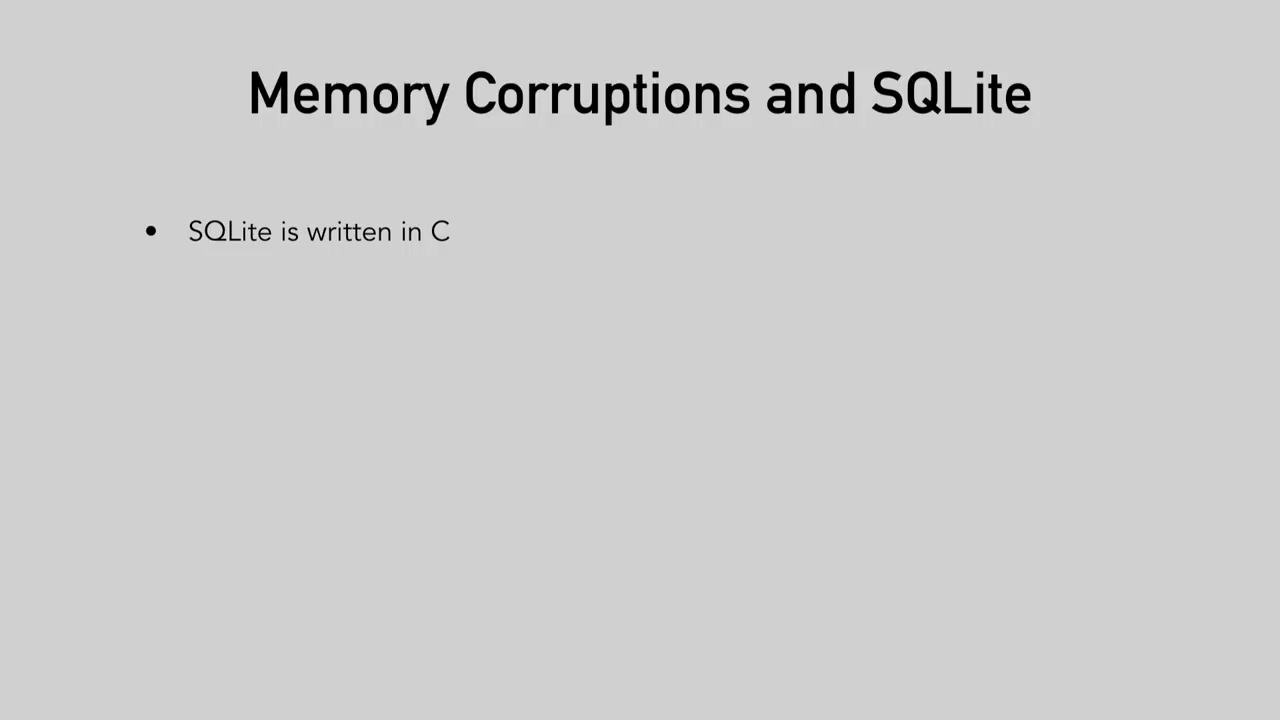 Memory Corruptions and SQLite
• SQLite is written in C